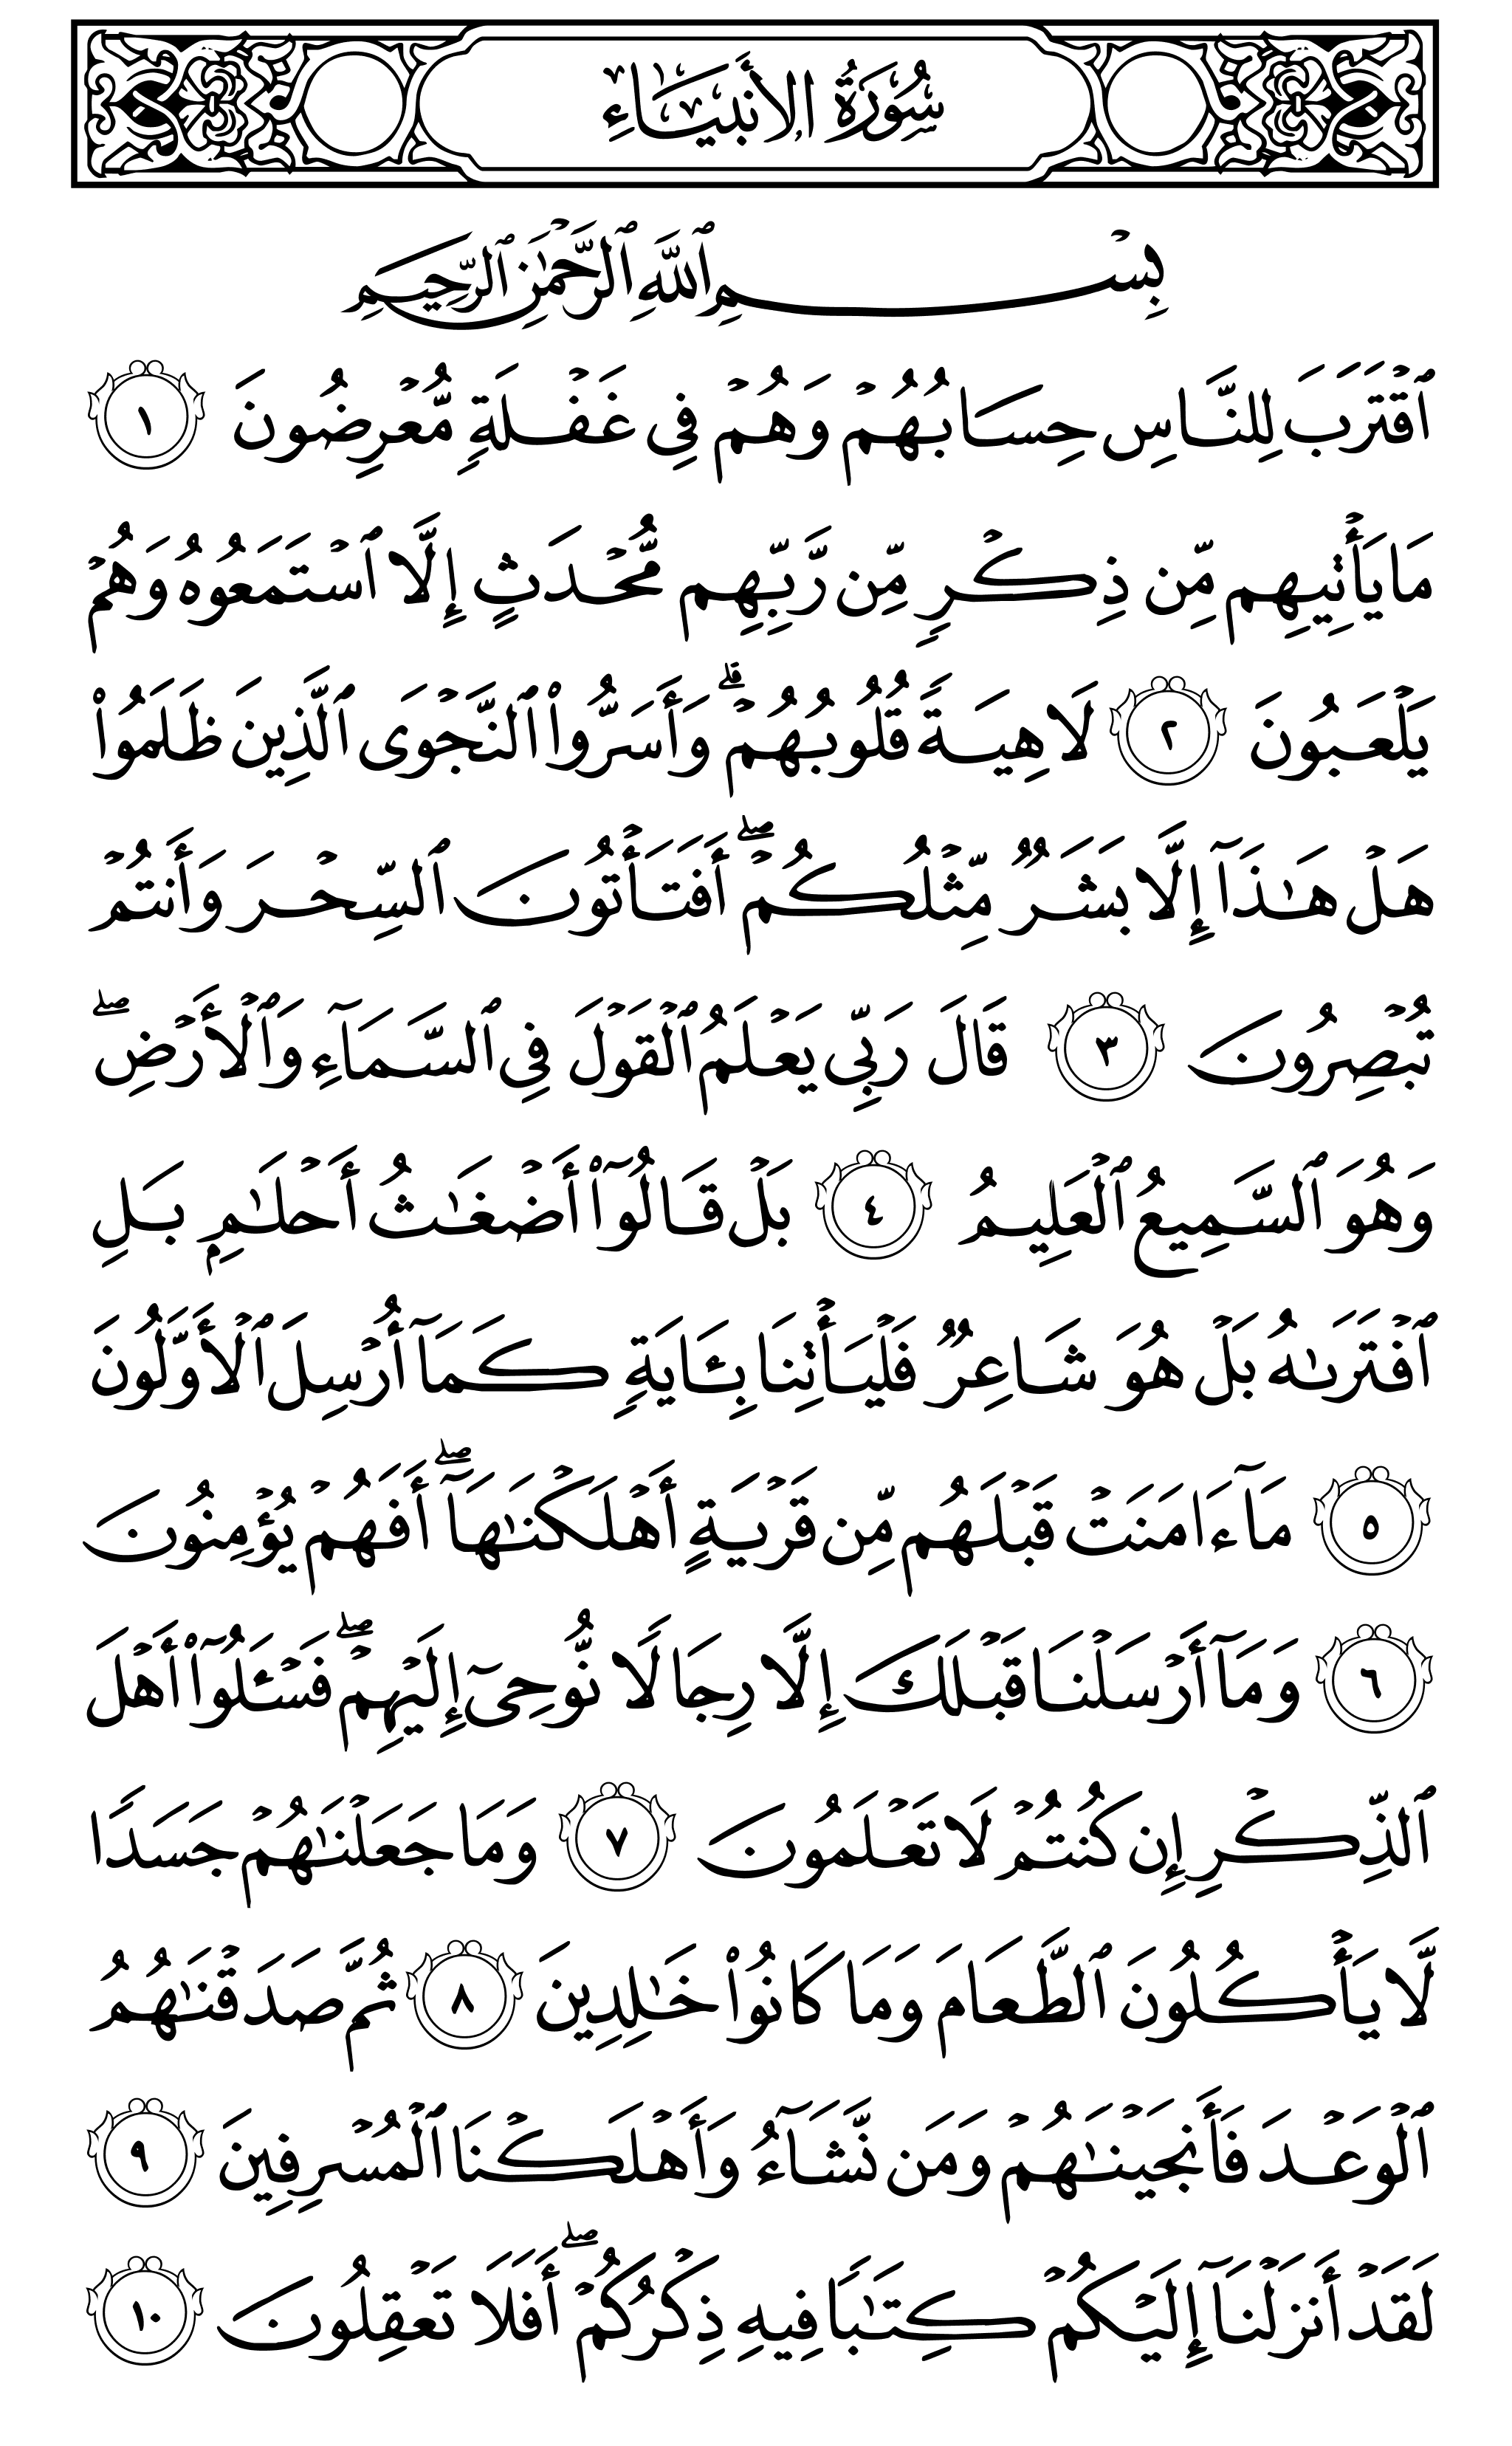 سُورَةُ الأَنبِيَاءِ
بِسْمِ ٱللَّهِ ٱلرَّحْمَٰنِ ٱلرَّحِيمِ
ٱقْتَرَبَ لِلنَّاسِ حِسَابُهُمْ وَهُمْ فِى غَفْلَةٍ مُّعْرِضُونَ ١
مَا يَأْتِيهِم مِّن ذِكْرٍ مِّن رَّبِّهِم مُّحْدَثٍ إِلَّا ٱسْتَمَعُوهُ وَهُمْ
يَلْعَبُونَ ٢ لَاهِيَةً قُلُوبُهُمْ ۗ وَأَسَرُّوا۟ ٱلنَّجْوَى ٱلَّذِينَ ظَلَمُوا۟
هَلْ هَـٰذَآ إِلَّا بَشَرٌ مِّثْلُكُمْ ۖ أَفَتَأْتُونَ ٱلسِّحْرَ وَأَنتُمْ
تُبْصِرُونَ ٣ قَالَ رَبِّى يَعْلَمُ ٱلْقَوْلَ فِى ٱلسَّمَآءِ وَٱلْأَرْضِ ۖ
وَهُوَ ٱلسَّمِيعُ ٱلْعَلِيمُ ٤ بَلْ قَالُوٓا۟ أَضْغَـٰثُ أَحْلَـٰمٍۭ بَلِ
ٱفْتَرَىٰهُ بَلْ هُوَ شَاعِرٌ فَلْيَأْتِنَا بِـَٔايَةٍ كَمَآ أُرْسِلَ ٱلْأَوَّلُونَ
٥ مَآ ءَامَنَتْ قَبْلَهُم مِّن قَرْيَةٍ أَهْلَكْنَـٰهَآ ۖ أَفَهُمْ يُؤْمِنُونَ
٦ وَمَآ أَرْسَلْنَا قَبْلَكَ إِلَّا رِجَالًا نُّوحِىٓ إِلَيْهِمْ ۖ فَسْـَٔلُوٓا۟ أَهْلَ
ٱلذِّكْرِ إِن كُنتُمْ لَا تَعْلَمُونَ ٧ وَمَا جَعَلْنَـٰهُمْ جَسَدًا
لَّا يَأْكُلُونَ ٱلطَّعَامَ وَمَا كَانُوا۟ خَـٰلِدِينَ ٨ ثُمَّ صَدَقْنَـٰهُمُ
ٱلْوَعْدَ فَأَنجَيْنَـٰهُمْ وَمَن نَّشَآءُ وَأَهْلَكْنَا ٱلْمُسْرِفِينَ ٩
لَقَدْ أَنزَلْنَآ إِلَيْكُمْ كِتَـٰبًا فِيهِ ذِكْرُكُمْ ۖ أَفَلَا تَعْقِلُونَ ١٠